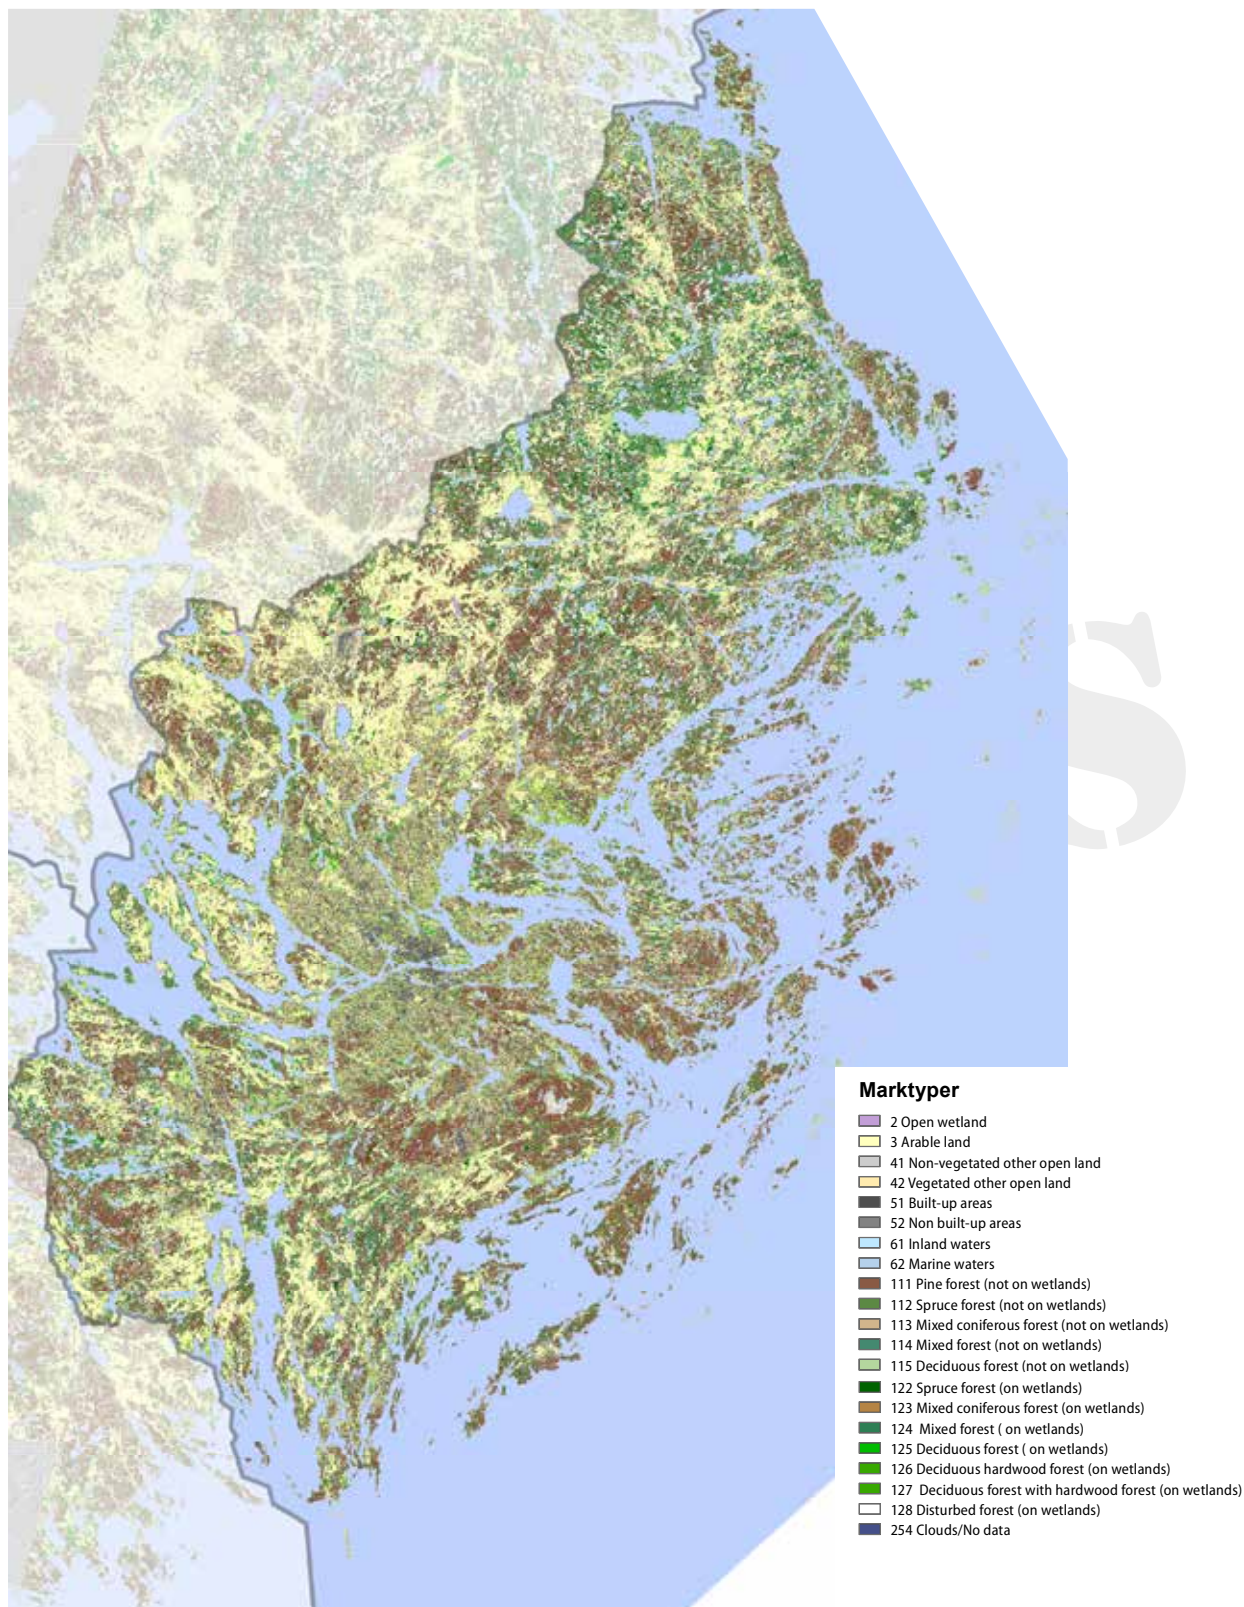 S
Marktyper
2 Open wetland
3 Arable land
41 Non-vegetated other open land
42 Vegetated other open land
51 Built-up areas
52 Non built-up areas
61 Inland waters
62 Marine waters
111 Pine forest (not on wetlands)
112 Spruce forest (not on wetlands)
113 Mixed coniferous forest (not on wetlands)
114 Mixed forest (not on wetlands)
115 Deciduous forest (not on wetlands)
122 Spruce forest (on wetlands)
123 Mixed coniferous forest (on wetlands)
124 Mixed forest ( on wetlands)
125 Deciduous forest ( on wetlands)
126 Deciduous hardwood forest (on wetlands)
127 Deciduous forest with hardwood forest (on wetlands)
128 Disturbed forest (on wetlands)
254 Clouds/No data